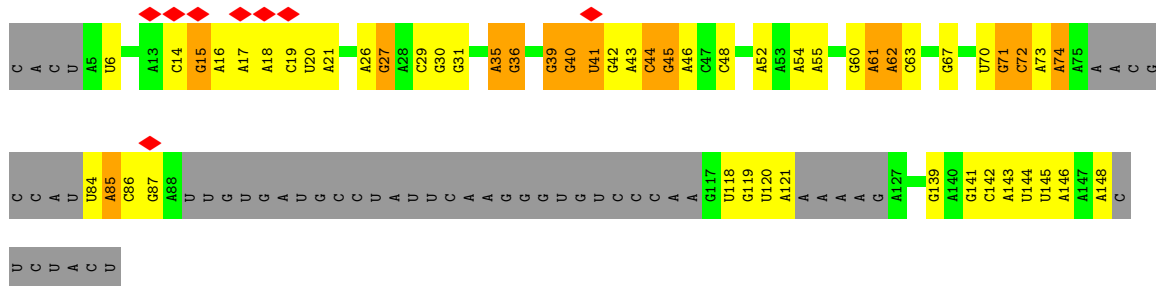 C A C U A5 U6 A13 C14 G15 A16 A17 A18 C19 U20 A21 A26 G27 A28 C29 G30 G31 A35 G36 G39 G40 U41 G42 A43 C44 G45 A46 C47 C48 A52 A53 A54 A55 G60 A61 A62 C63 G67 U70 G71 C72 A73 A74 A75 A A C G
C C A U U84 A85 C86 G87 A88 U U G U G A U G C C U A U U C A A G G G U G U C C C A A G117 U118 G119 U120 A121 A A A A G A127 G139 A140 G141 C142 A143 U144 U145 A146 A147 A148 C
U C U A C U